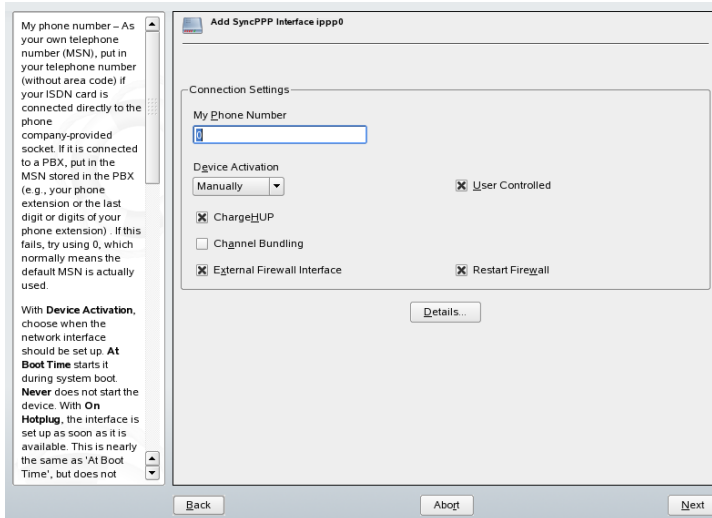 My phone number – As
your own telephone
number (MSN), put in
your telephone number
(without area code) if
your ISDN card is
connected directly to the
phone
company-provided
socket. If it is connected
to a PBX, put in the
MSN stored in the PBX
(e.g., your phone
extension or the last
digit or digits of your
phone extension) . If this
fails, try using 0, which
normally means the
default MSN is actually
used.
With Device Activation,
choose when the
network interface
should be set up. At
Boot Time starts it
during system boot.
Never does not start the
device. With On
Hotplug, the interface is
set up as soon as it is
available. This is nearly
the same as 'At Boot
Time', but does not
Add SyncPPP Interface ippp0
Connection Settings
My Phone Number
0
Device Activation
Manually
User Controlled
ChargeHUP
Channel Bundling
External Firewall Interface
Restart Firewall
Details...
Back
Abort
Next